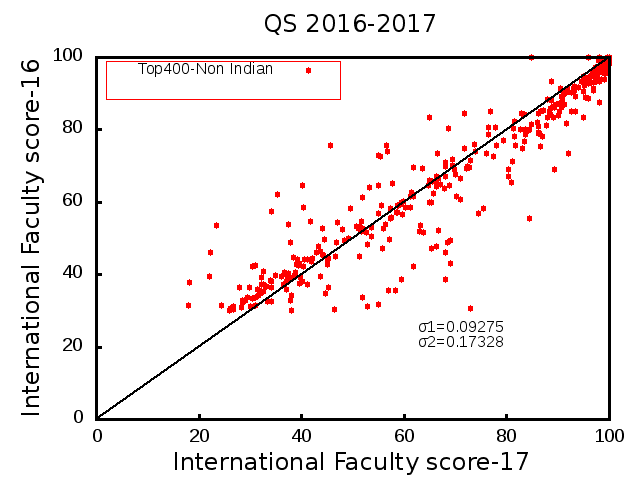 QS 2016-2017
International Faculty score-16
100
80
60
40
20
0
Top400-Non Indian
σ1=0.09275
σ2=0.17328
0 20 40 60 80 100
International Faculty score-17